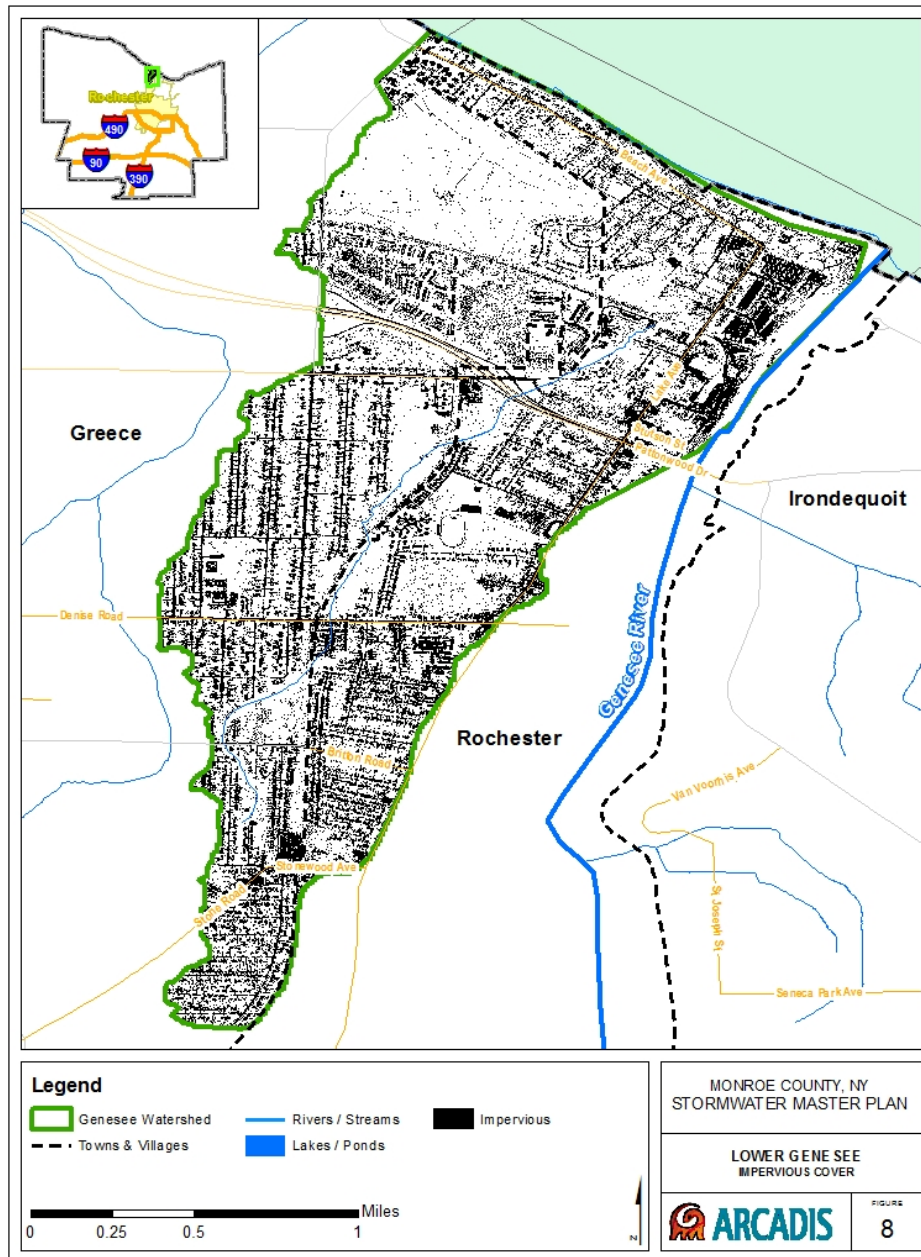 Rochester
490
90
390
Beach Ave
Lake Ave
Stutson St
Pattonwood Dr
Greece
Irondequoit
Genesee River
Denise Road
Rochester
Britton Road
Van Voorhis Ave
Stonewood Ave
Stone Road
St Joseph St
Seneca Park Ave
Legend
Genesee Watershed
Rivers / Streams
Impervious
Towns & Villages
Lakes / Ponds
Miles
0 0.25 0.5 1
N
MONROE COUNTY, NY
STORMWATER MASTER PLAN
LOWER GENESEE
IMPERVIOUS COVER
ARCADIS
FIGURE
8